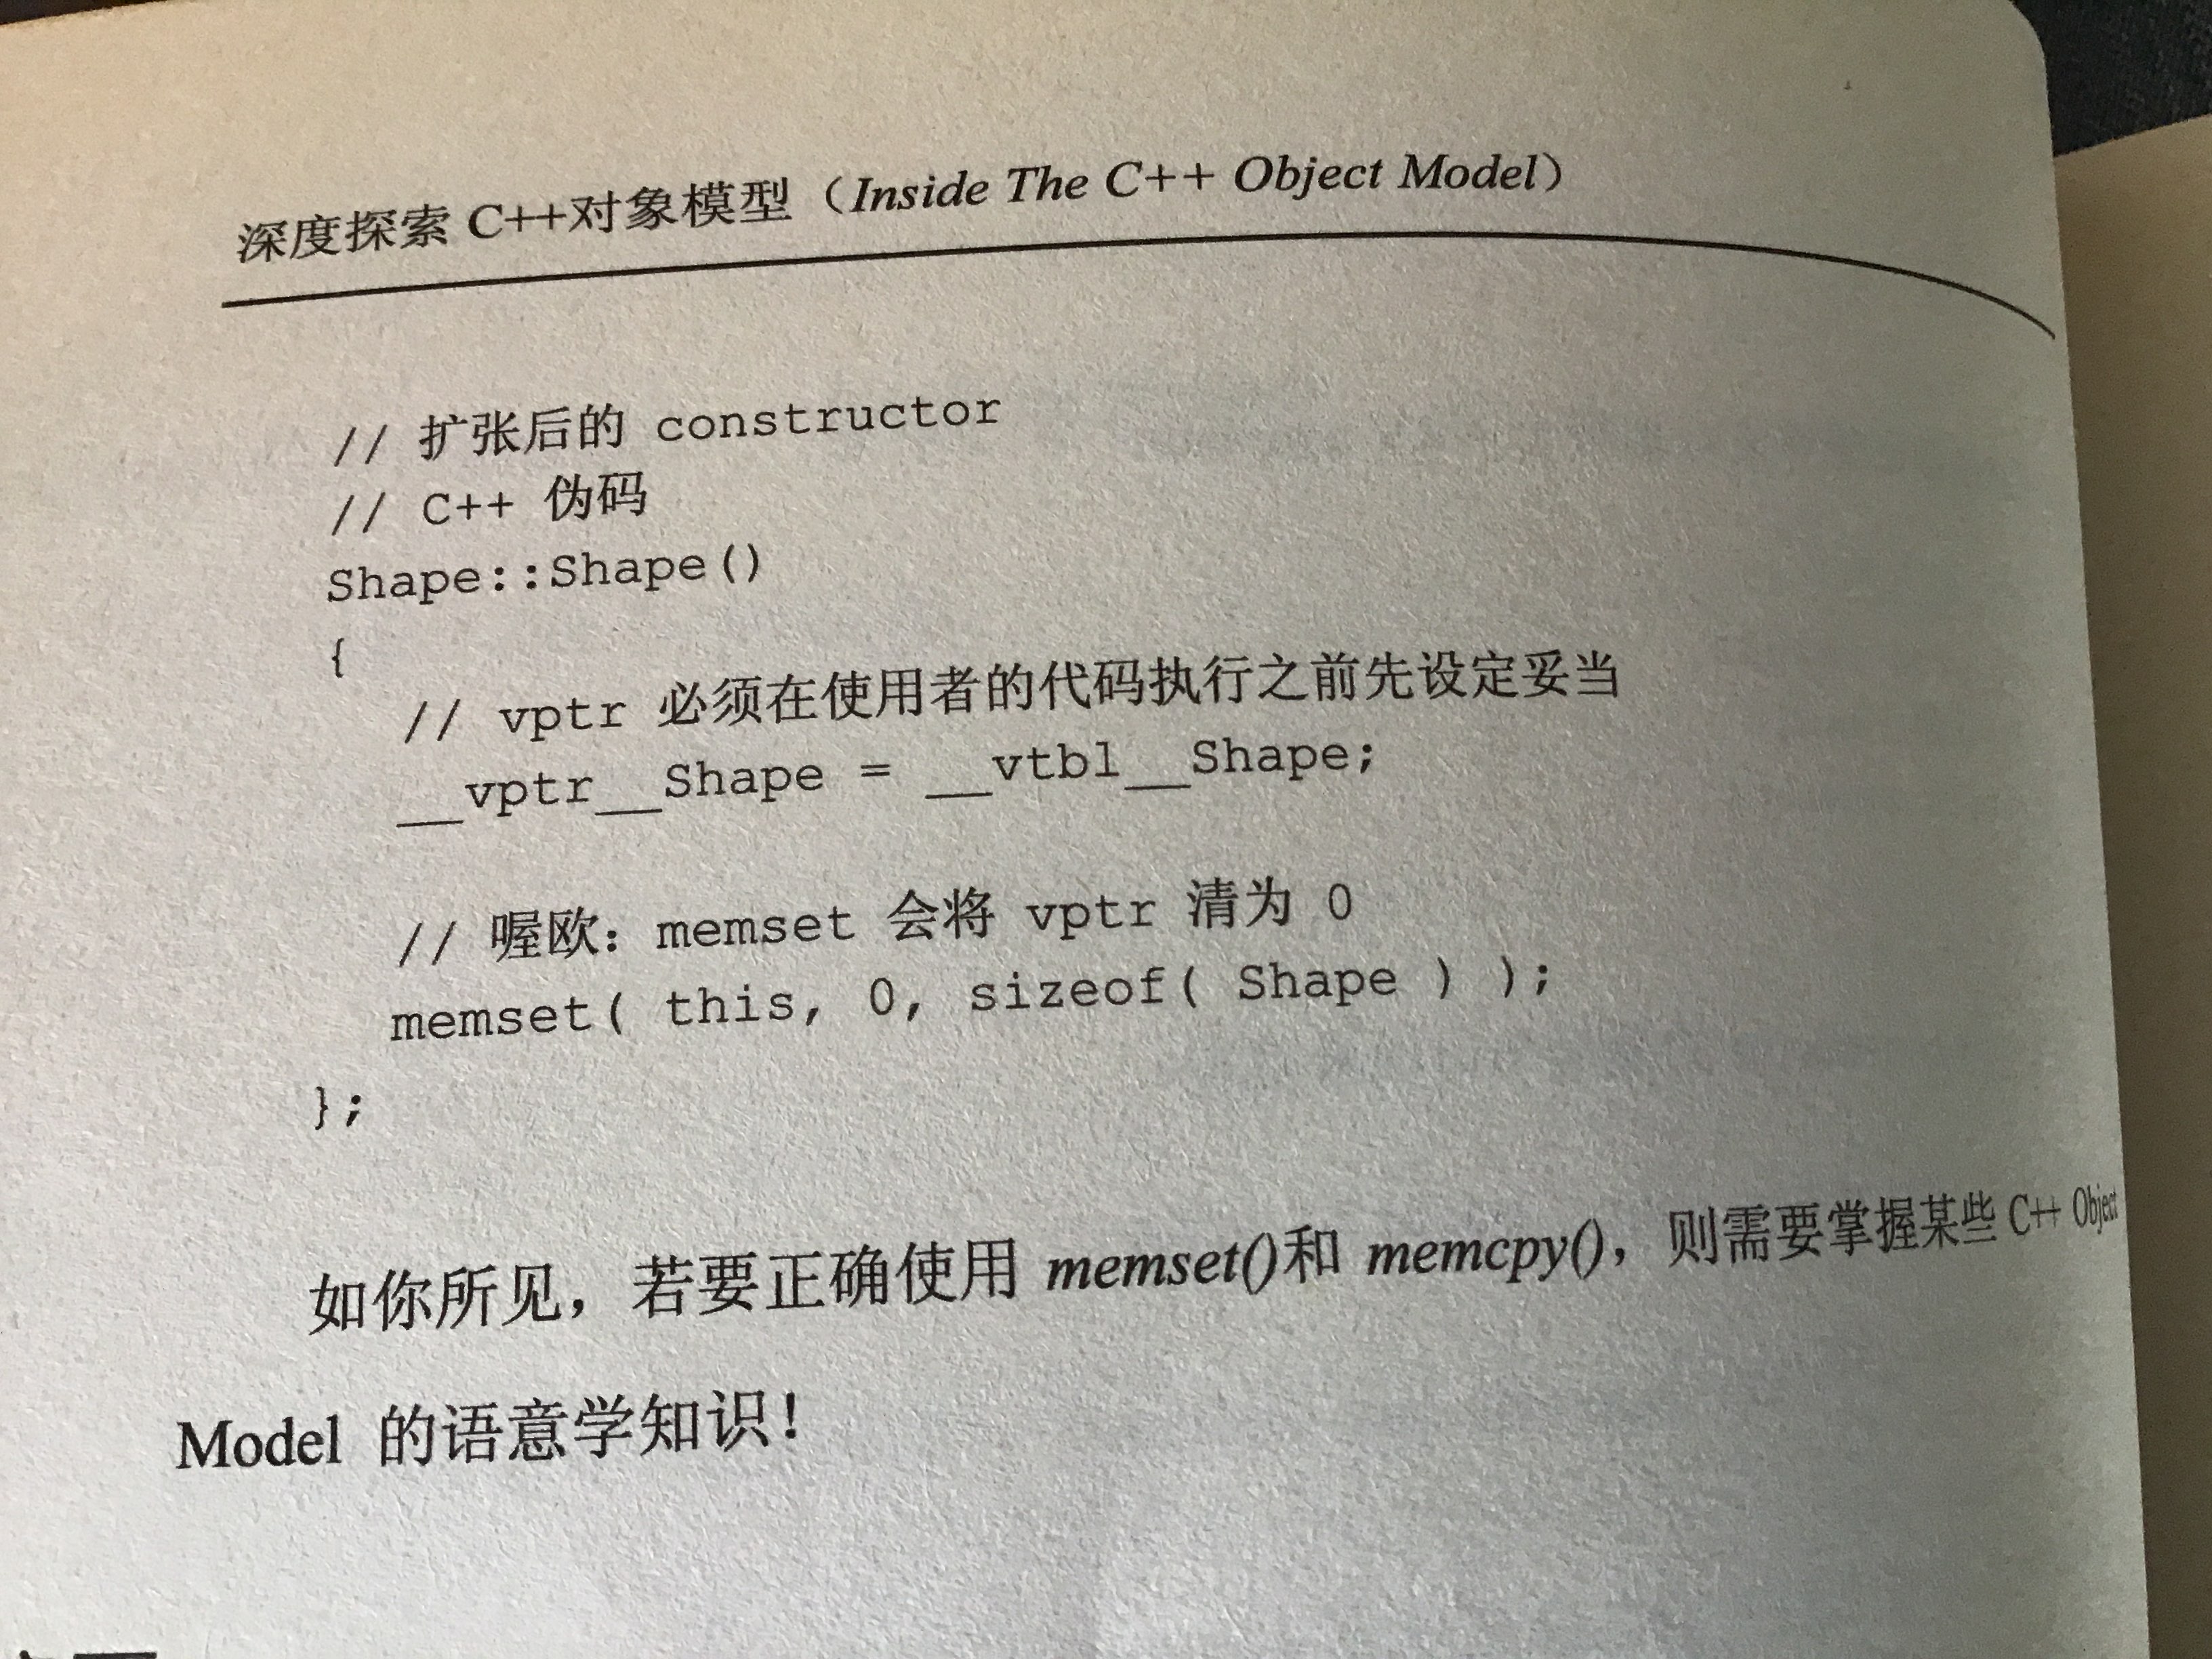 深度探索 C++对象模型（Inside The C++ Object Model）
// 扩张后的 constructor
// C++ 伪码
Shape::Shape()
{
// vptr 必须在使用者的代码执行之前先设定妥当
__vptr__Shape = __vtbl__Shape;
// 喔欧：memset 会将 vptr 清为 0
memset( this, 0, sizeof( Shape ) );
};
如你所见，若要正确使用 memset()和 memcpy()，则需要掌握某些 C++ Object
Model 的语意学知识！